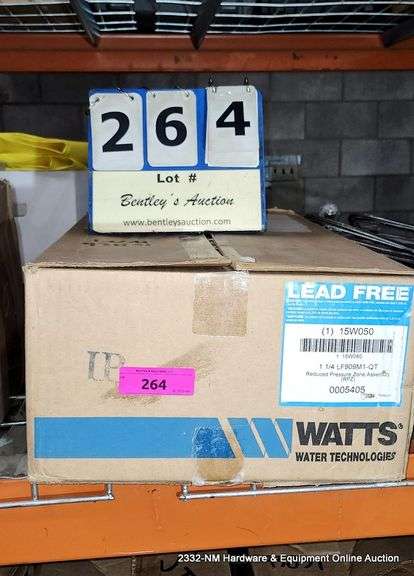 264
Lot #
Bentley's Auction
www.bentleysauction.com
LEAD FREE
(1) 15W050
1 1/4 LF909M1-QT
Reduced Pressure Zone Assembly
(RPZ)
0005405
264
WATTS®
WATER TECHNOLOGIES
2332-NM Hardware & Equipment Online Auction